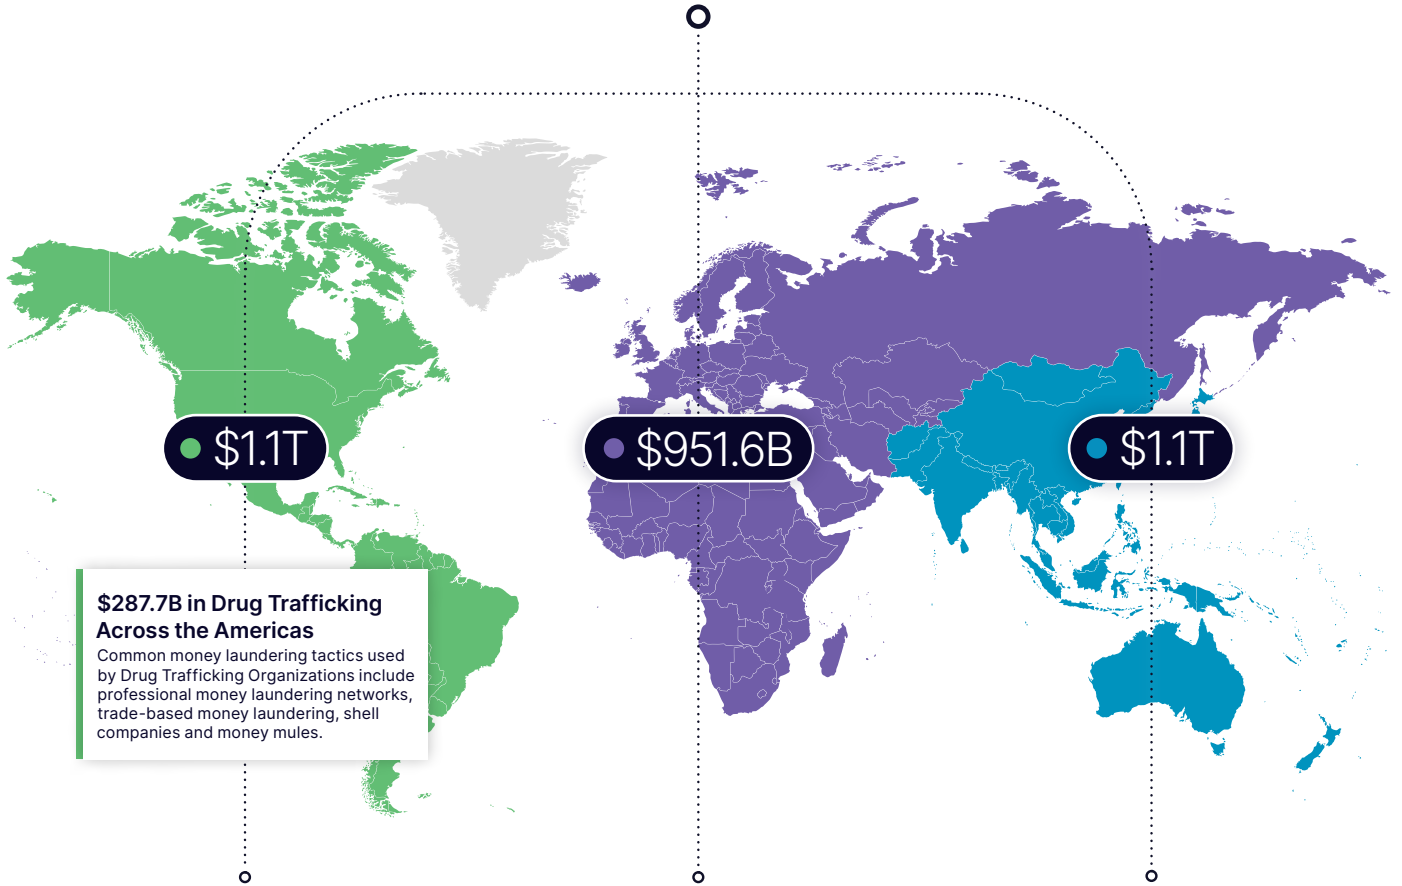 $1.1T
$951.6B
$1.1T
$287.7B in Drug Trafficking
Across the Americas
Common money laundering tactics used
by Drug Trafficking Organizations include
professional money laundering networks,
trade-based money laundering, shell
companies and money mules.